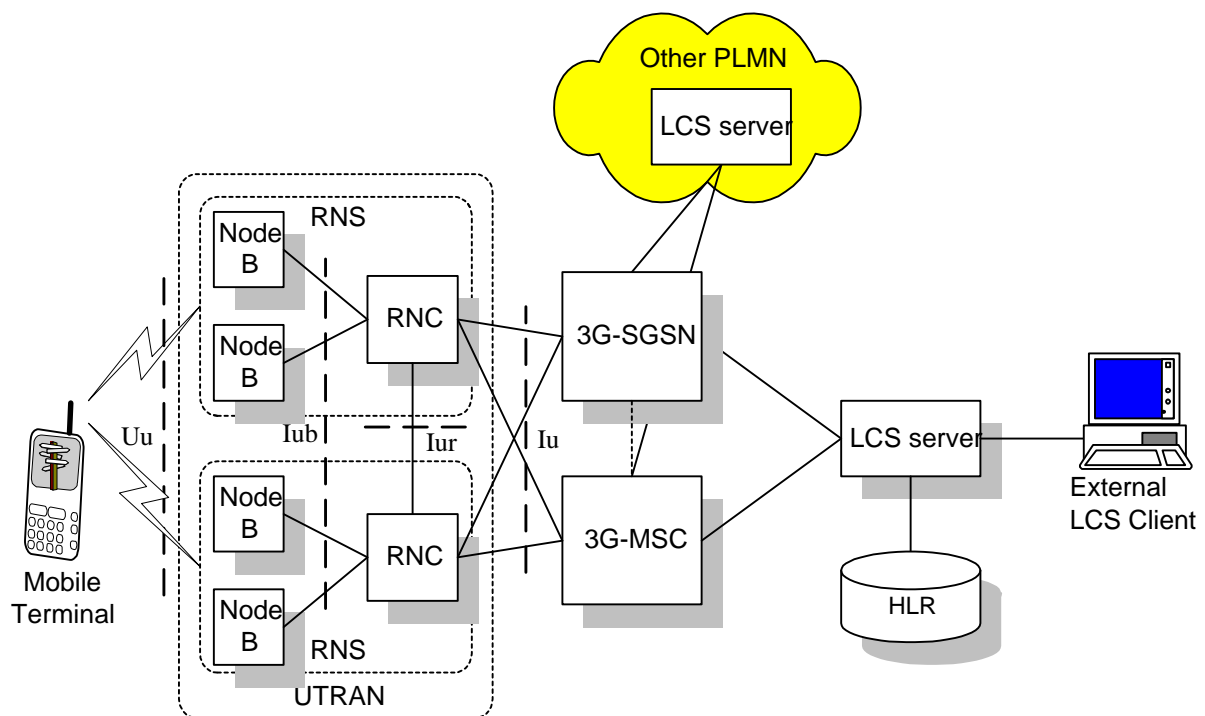 Other PLMN
LCS server
RNS
Node
B
Node
B
RNC
3G-SGSN
Uu
Iub
Iur
Iu
LCS server
Node
B
Node
B
RNC
3G-MSC
External
LCS Client
Mobile
Terminal
HLR
RNS
UTRAN